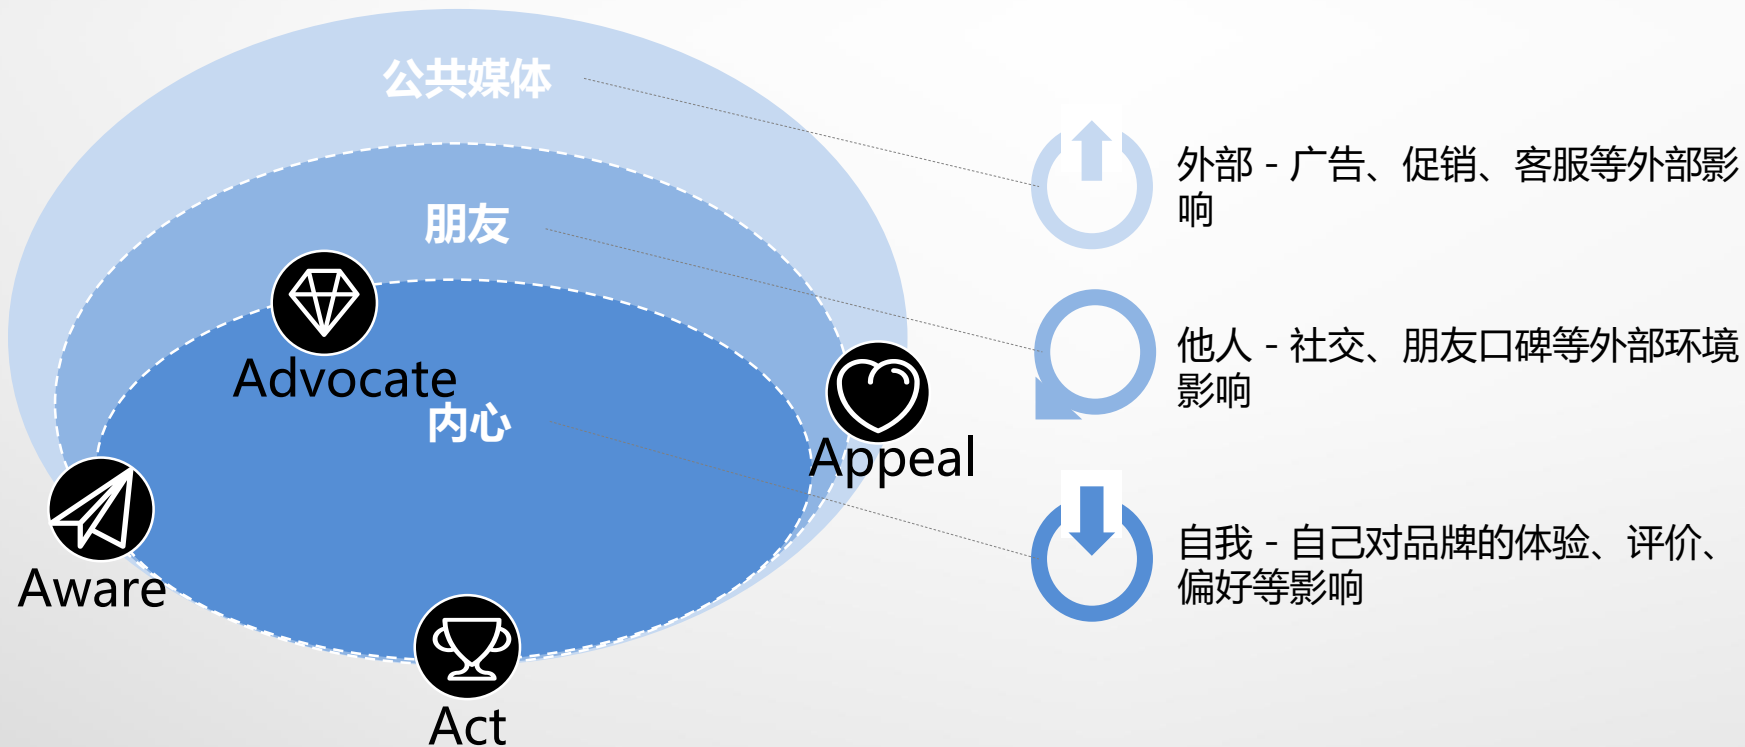 公共媒体
外部 - 广告、促销、客服等外部影
响
朋友
他人 - 社交、朋友口碑等外部环境
影响
Advocate
内心
Appeal
自我 - 自己对品牌的体验、评价、
偏好等影响
Aware
Act